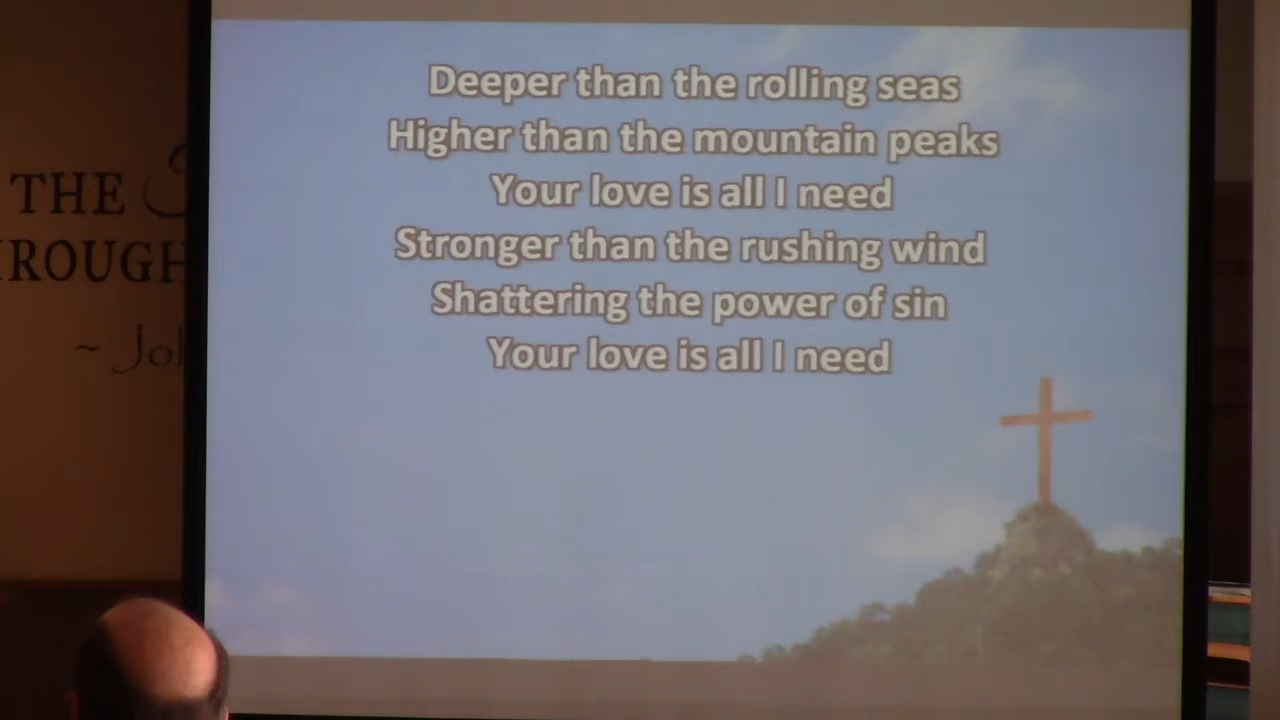 Deeper than the rolling seas
Higher than the mountain peaks
Your love is all I need
Stronger than the rushing wind
Shattering the power of sin
Your love is all I need
THE